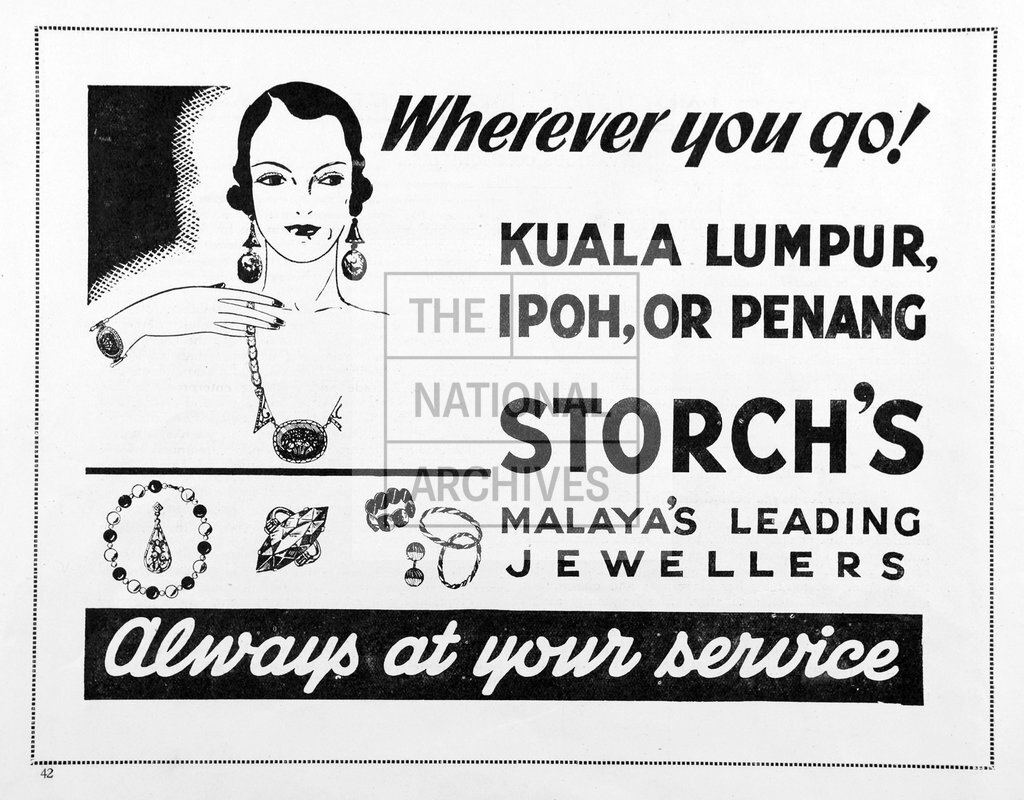 Wherever you go!
KUALA LUMPUR,
IPOH, OR PENANG
STORCH'S
MALAYA'S LEADING
JEWELLERS
Always at your service
42
THE
NATIONAL
ARCHIVES